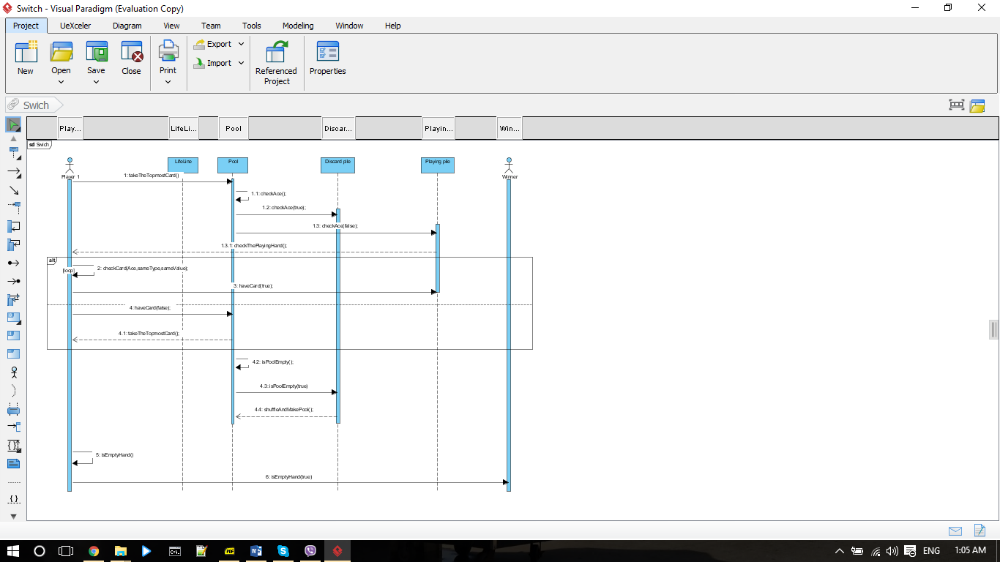 Switch - Visual Paradigm (Evaluation Copy)
Project UeXceler Diagram View Team Tools Modeling Window Help
New Open Save Close Print Export Import Referenced Project Properties
Swich
Play... LifeLi... Pool Discar... Playin... Win...
sd Swich
LifeLine Pool Discard pile Playing pile
Player 1 Winner
1: takeTheTopmostCard()
1.1: checkAce();
1.2: checkAce(true);
1.3: checkAce(false);
1.3.1: checkThePlayingHand();
alt
[loop]
2: checkCard(Ace,sameType,sameValue);
3: haveCard(true);
4: haveCard(false);
4.1: takeTheTopmostCard();
4.2: isPoolEmpty();
4.3: isPoolEmpty(true)
4.4: shuffleAndMakePool();
5: isEmptyHand()
6: isEmptyHand(true)
{ }
ENG 1:05 AM